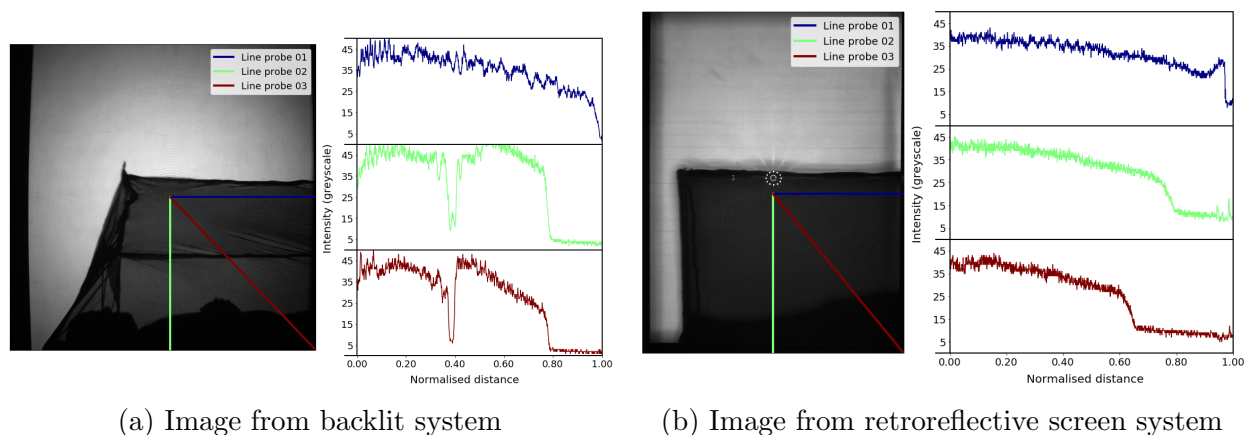 Line probe 01
Line probe 02
Line probe 03
45
35
25
15
5
45
35
25
15
5
45
35
25
15
5
0.00 0.20 0.40 0.60 0.80 1.00
Intensity (greyscale)
Normalised distance
(a) Image from backlit system
Line probe 01
Line probe 02
Line probe 03
45
35
25
15
5
45
35
25
15
5
45
35
25
15
5
0.00 0.20 0.40 0.60 0.80 1.00
Intensity (greyscale)
Normalised distance
(b) Image from retroreflective screen system